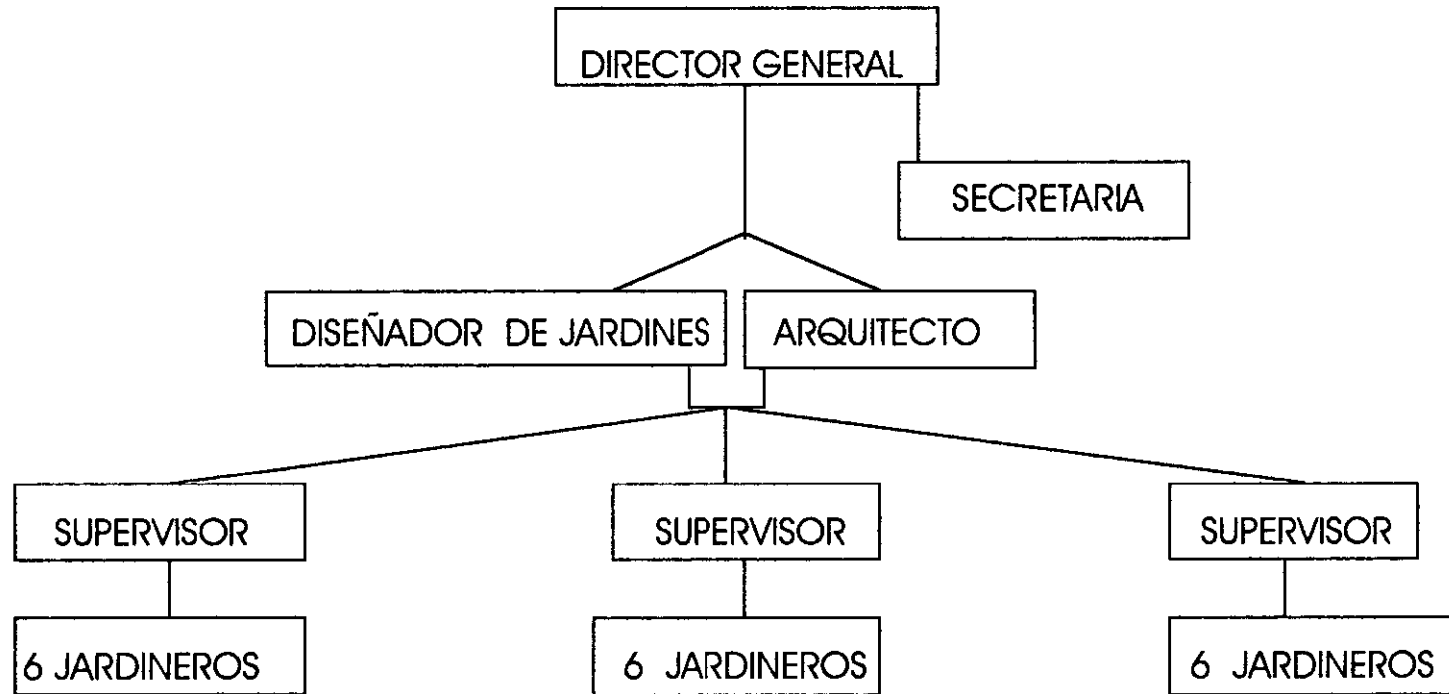 DIRECTOR GENERAL
SECRETARIA
DISEÑADOR DE JARDINES
ARQUITECTO
SUPERVISOR
SUPERVISOR
SUPERVISOR
6 JARDINEROS
6 JARDINEROS
6 JARDINEROS